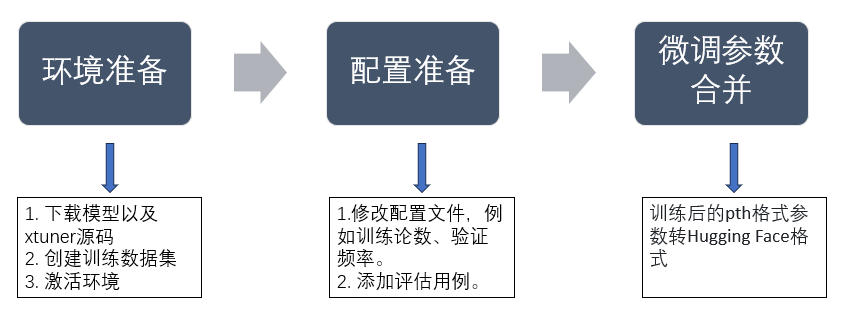 环境准备
配置准备
微调参数
合并
1. 下载模型以及
xtuner源码
2. 创建训练数据集
3. 激活环境
1.修改配置文件，例
如训练论数、验证
频率。
2. 添加评估用例。
训练后的pth格式参
数转Hugging Face格
式